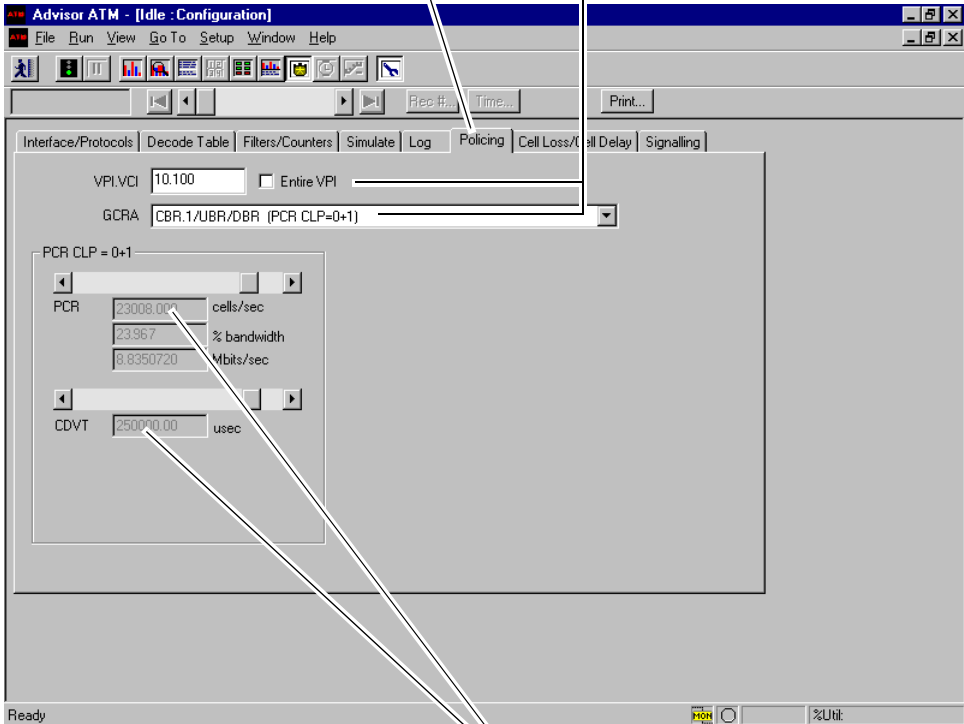 ATM Advisor ATM - [Idle : Configuration]
ATM File Run View Go To Setup Window Help
Rec #... Time... Print...
Interface/Protocols Decode Table Filters/Counters Simulate Log Policing Cell Loss/Cell Delay Signalling
VPI.VCI 10.100 Entire VPI
GCRA CBR.1/UBR/DBR (PCR CLP=0+1)
PCR CLP = 0+1
PCR 23008.000 cells/sec
23.967 % bandwidth
8.8350720 Mbits/sec
CDVT 250000.00 usec
Ready MON %Util: